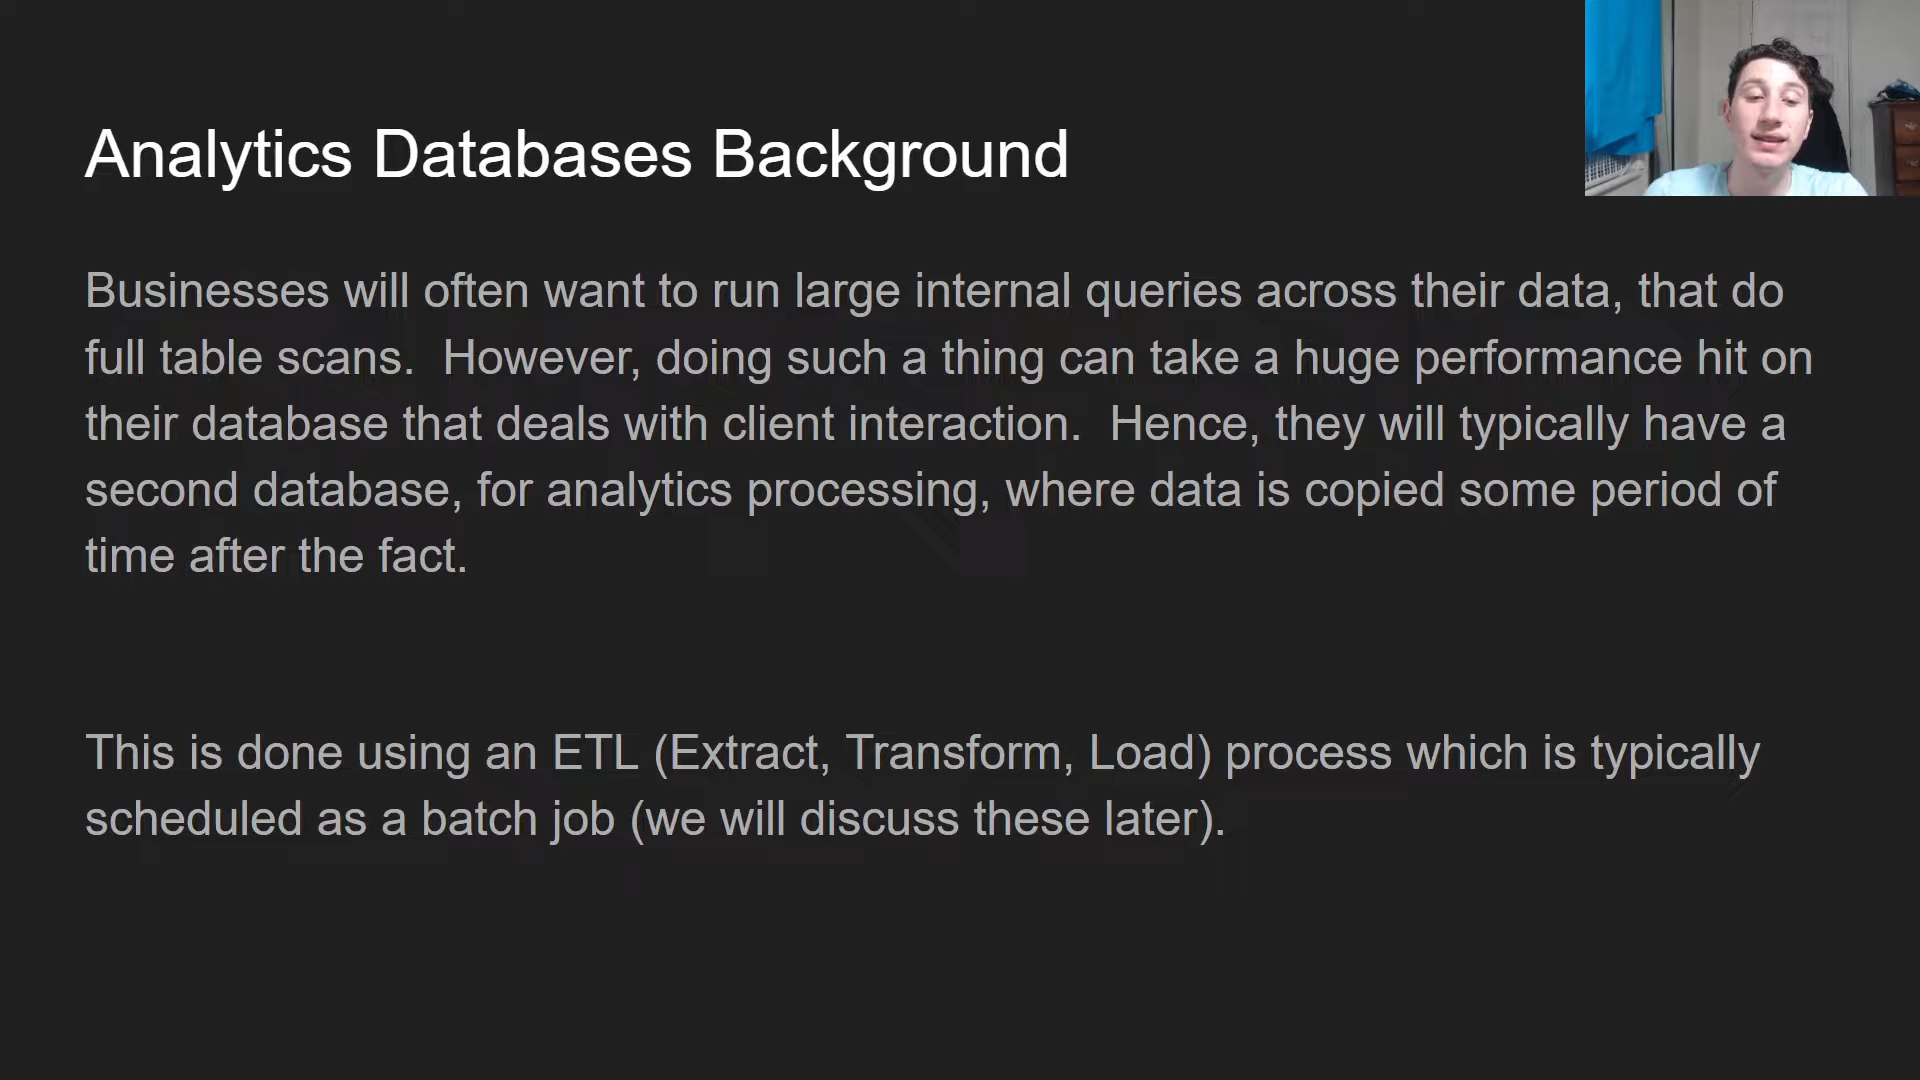 Analytics Databases Background
Businesses will often want to run large internal queries across their data, that do
full table scans.  However, doing such a thing can take a huge performance hit on
their database that deals with client interaction.  Hence, they will typically have a
second database, for analytics processing, where data is copied some period of
time after the fact.
This is done using an ETL (Extract, Transform, Load) process which is typically
scheduled as a batch job (we will discuss these later).